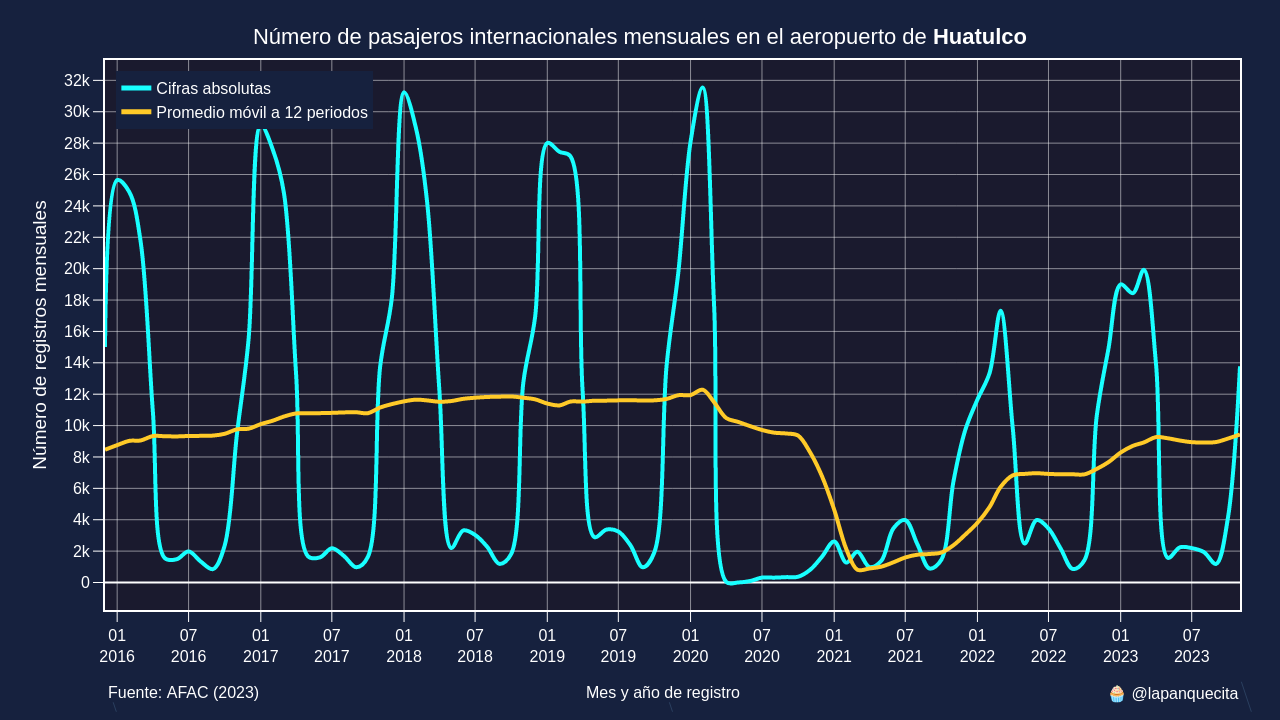 Número de pasajeros internacionales mensuales en el aeropuerto de Huatulco
Cifras absolutas
Promedio móvil a 12 periodos
Número de registros mensuales
32k
30k
28k
26k
24k
22k
20k
18k
16k
14k
12k
10k
8k
6k
4k
2k
0
01 07 01 07 01 07 01 07 01 07 01 07 01 07 01 07
2016 2016 2017 2017 2018 2018 2019 2019 2020 2020 2021 2021 2022 2022 2023 2023
Fuente: AFAC (2023) Mes y año de registro 🧁 @lapanquecita